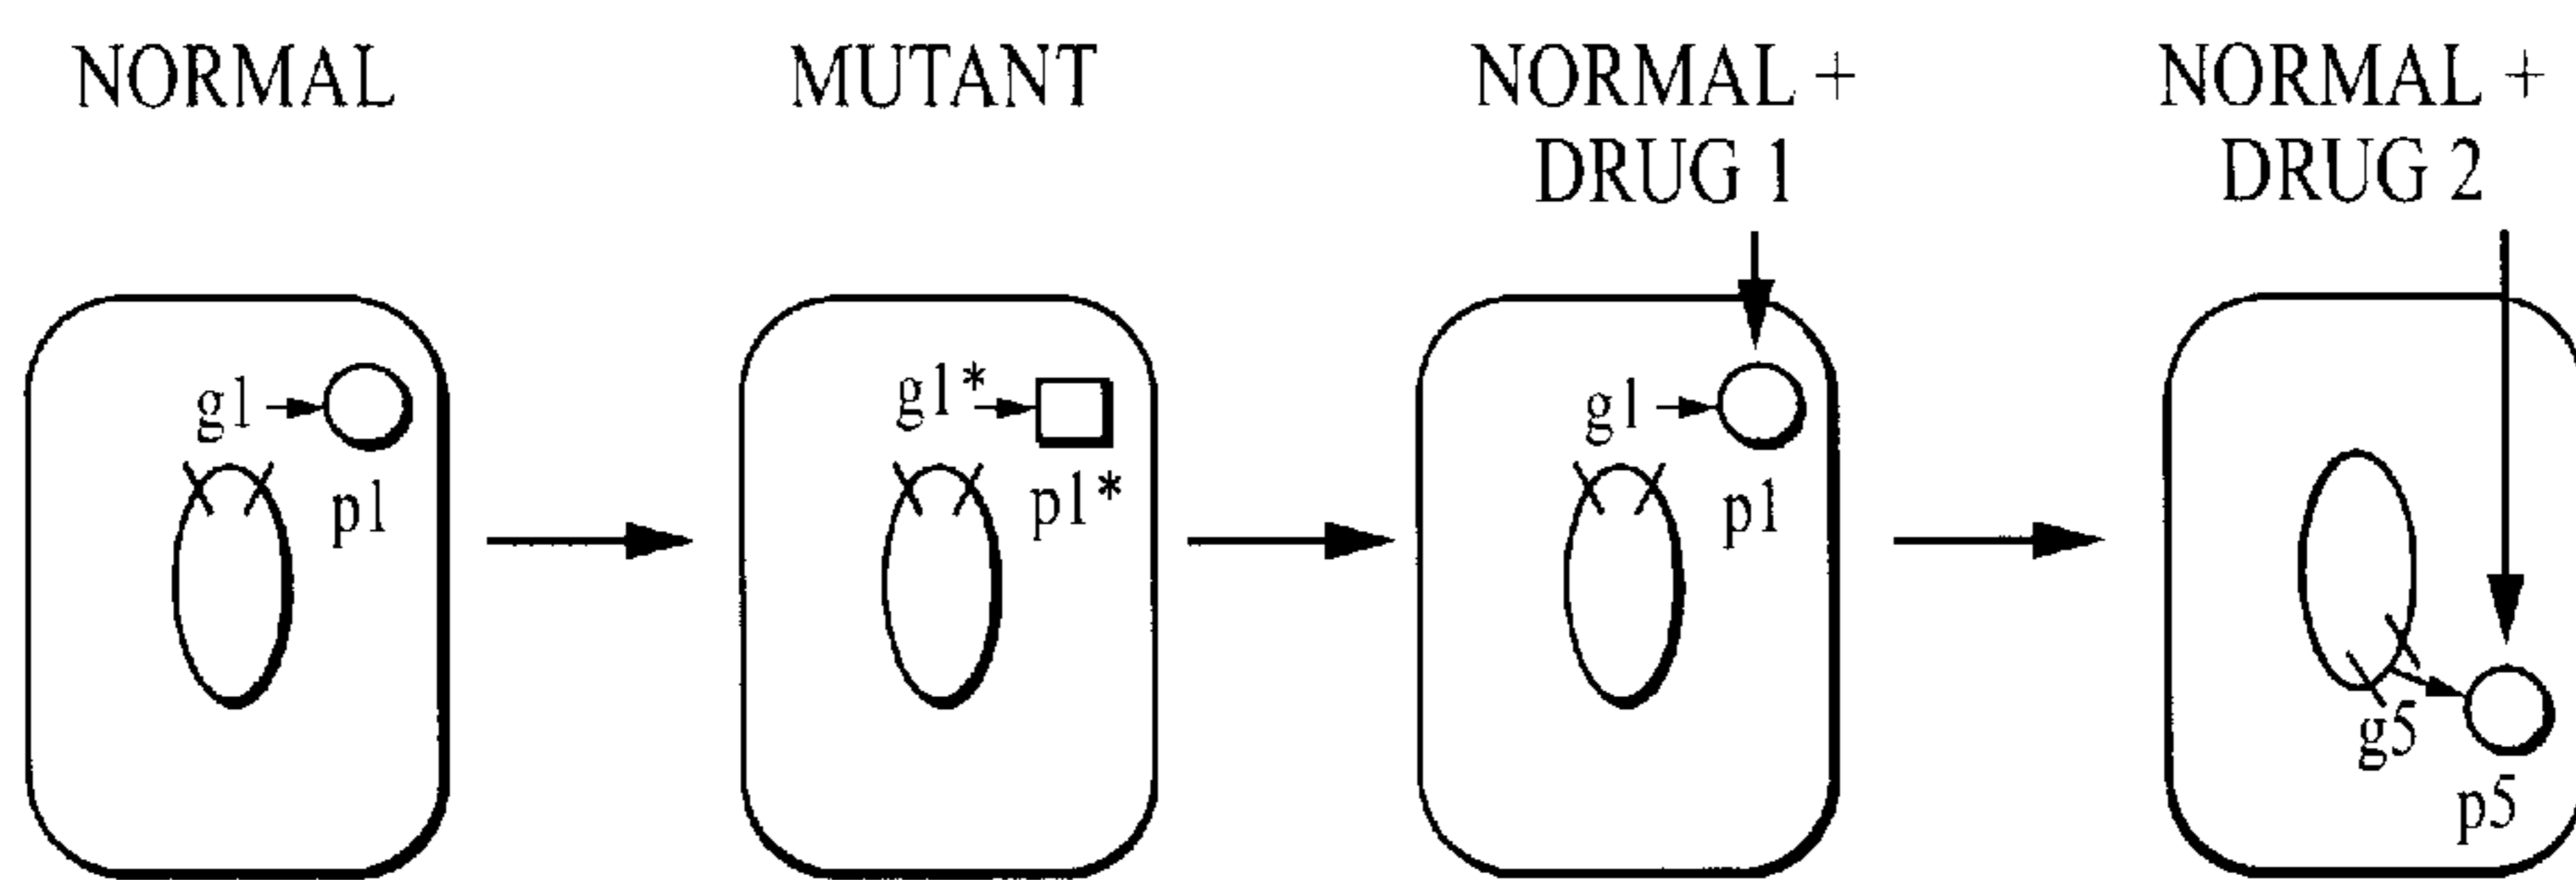 NORMAL
MUTANT
NORMAL +
DRUG 1
NORMAL +
DRUG 2
g1
p1
g1*
p1*
g1
p1
g5
p5